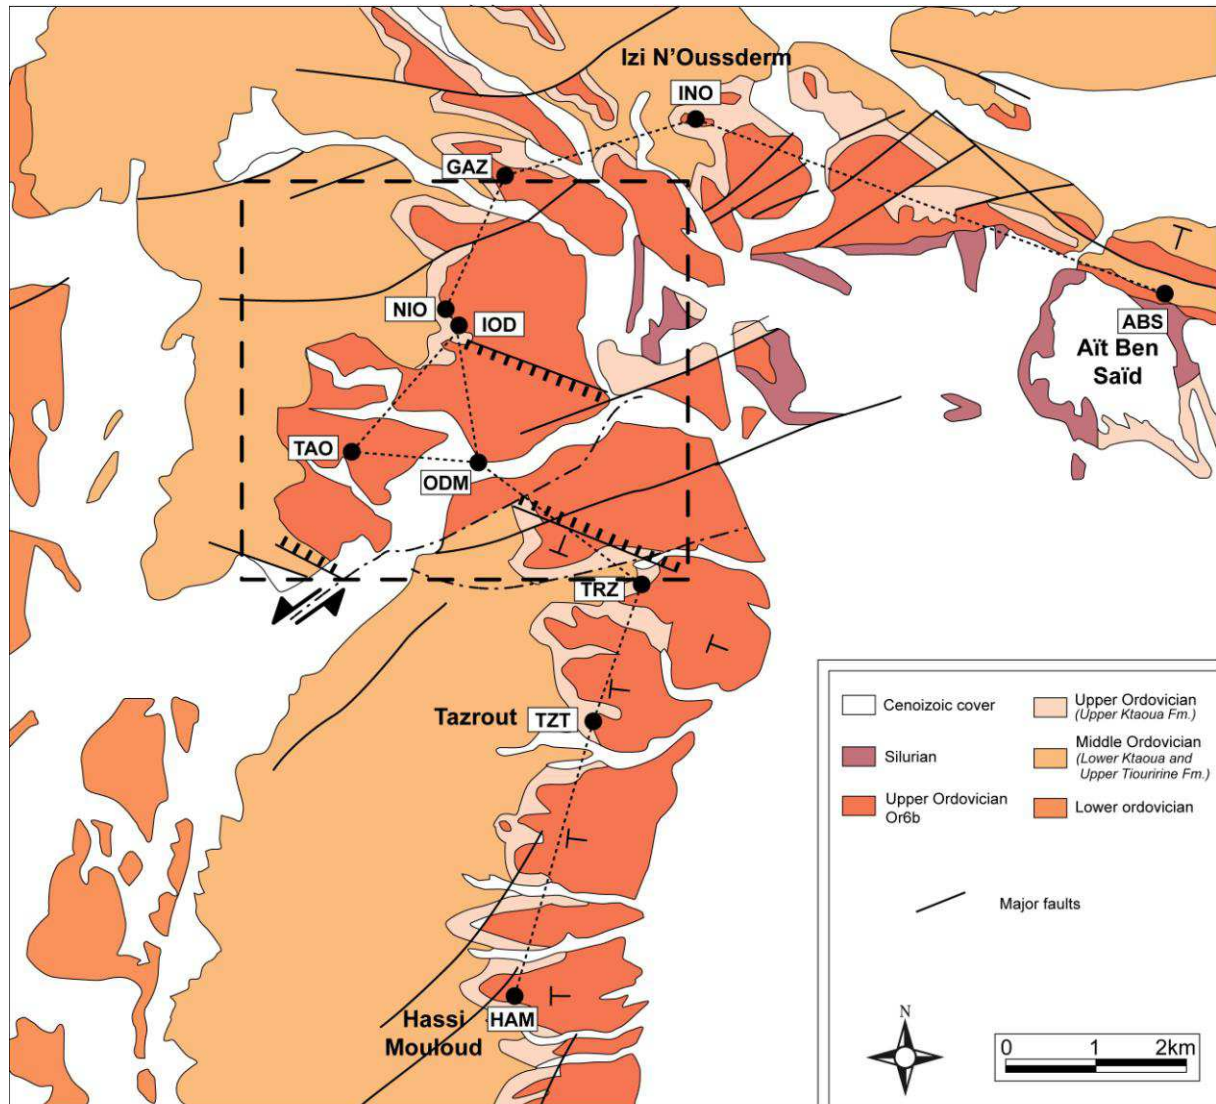 Izi N'Oussderm
INO
GAZ
NIO
IOD
ABS
Aït Ben
Saïd
TAO
ODM
TRZ
Tazrout
TZT
Hassi
Mouloud
HAM
Cenoizoic cover
Silurian
Upper Ordovician
Or6b
Upper Ordovician
(Upper Ktaoua Fm.)
Middle Ordovician
(Lower Ktaoua and
Upper Tiouririne Fm.)
Lower ordovician
Major faults
N
0 1 2km